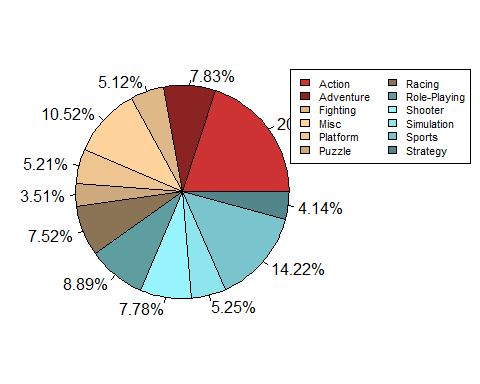 7.83%
5.12%
10.52%
5.21%
3.51%
7.52%
8.89%
7.78%
5.25%
14.22%
4.14%
Action
Adventure
Fighting
Misc
Platform
Puzzle
Racing
Role-Playing
Shooter
Simulation
Sports
Strategy